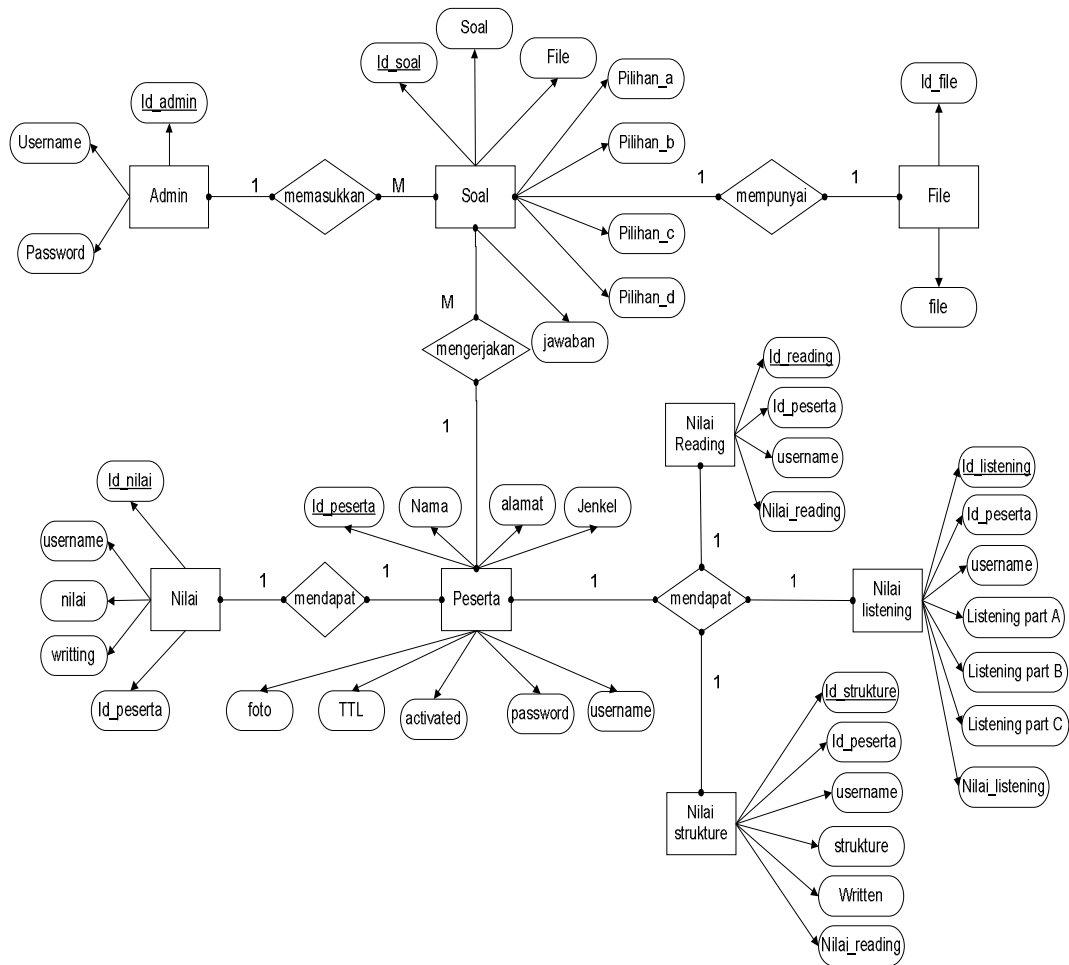 Soal
Id_soal
File
Pilihan_a
Id_file
Id_admin
Username
Pilihan_b
Admin
1
memasukkan
M
Soal
1
mempunyai
1
File
Password
Pilihan_c
Pilihan_d
file
M
mengerjakan
jawaban
Id_reading
1
Nilai
Reading
Id_peserta
username
Id_nilai
Id_peserta
Nama
alamat
Jenkel
Nilai_reading
Id_listening
Id_peserta
username
1
username
Nilai
1
mendapat
1
Peserta
1
mendapat
1
Nilai
listening
nilai
Listening part A
writting
Listening part B
1
Id_peserta
foto
TTL
activated
password
username
Id_strukture
Listening part C
Id_peserta
Nilai_listening
username
Nilai
strukture
strukture
Written
Nilai_reading